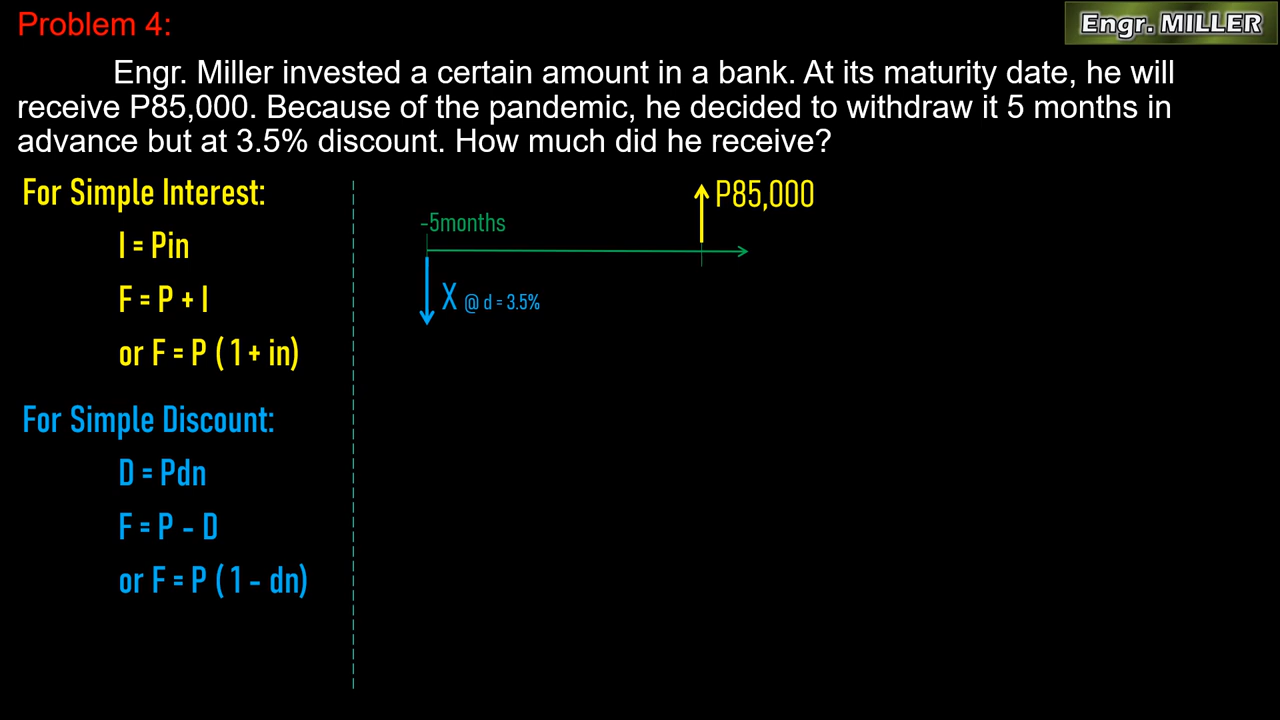 Problem 4:
Engr. MILLER
Engr. Miller invested a certain amount in a bank. At its maturity date, he will
receive P85,000. Because of the pandemic, he decided to withdraw it 5 months in
advance but at 3.5% discount. How much did he receive?
For Simple Interest:
I = Pin
F = P + I
or F = P ( 1 + in)
For Simple Discount:
D = Pdn
F = P - D
or F = P ( 1 - dn)
P85,000
-5months
X @ d = 3.5%